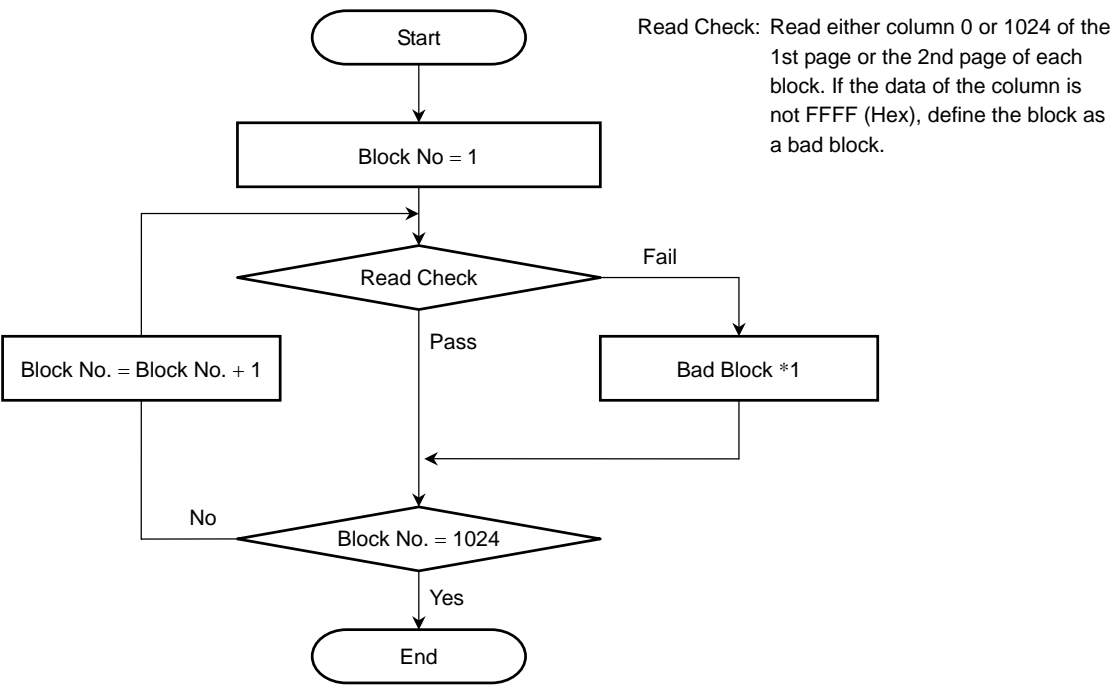 Start
Read Check: Read either column 0 or 1024 of the
1st page or the 2nd page of each
block. If the data of the column is
not FFFF (Hex), define the block as
a bad block.
Block No = 1
Read Check
Fail
Pass
Block No. = Block No. + 1
Bad Block *1
No
Block No. = 1024
Yes
End